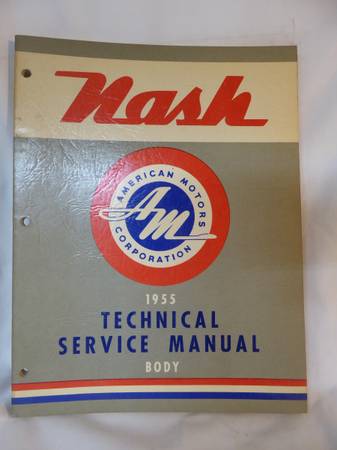 Nash
AMERICAN MOTORS
AM
CORPORATION
1955
TECHNICAL
SERVICE MANUAL
BODY